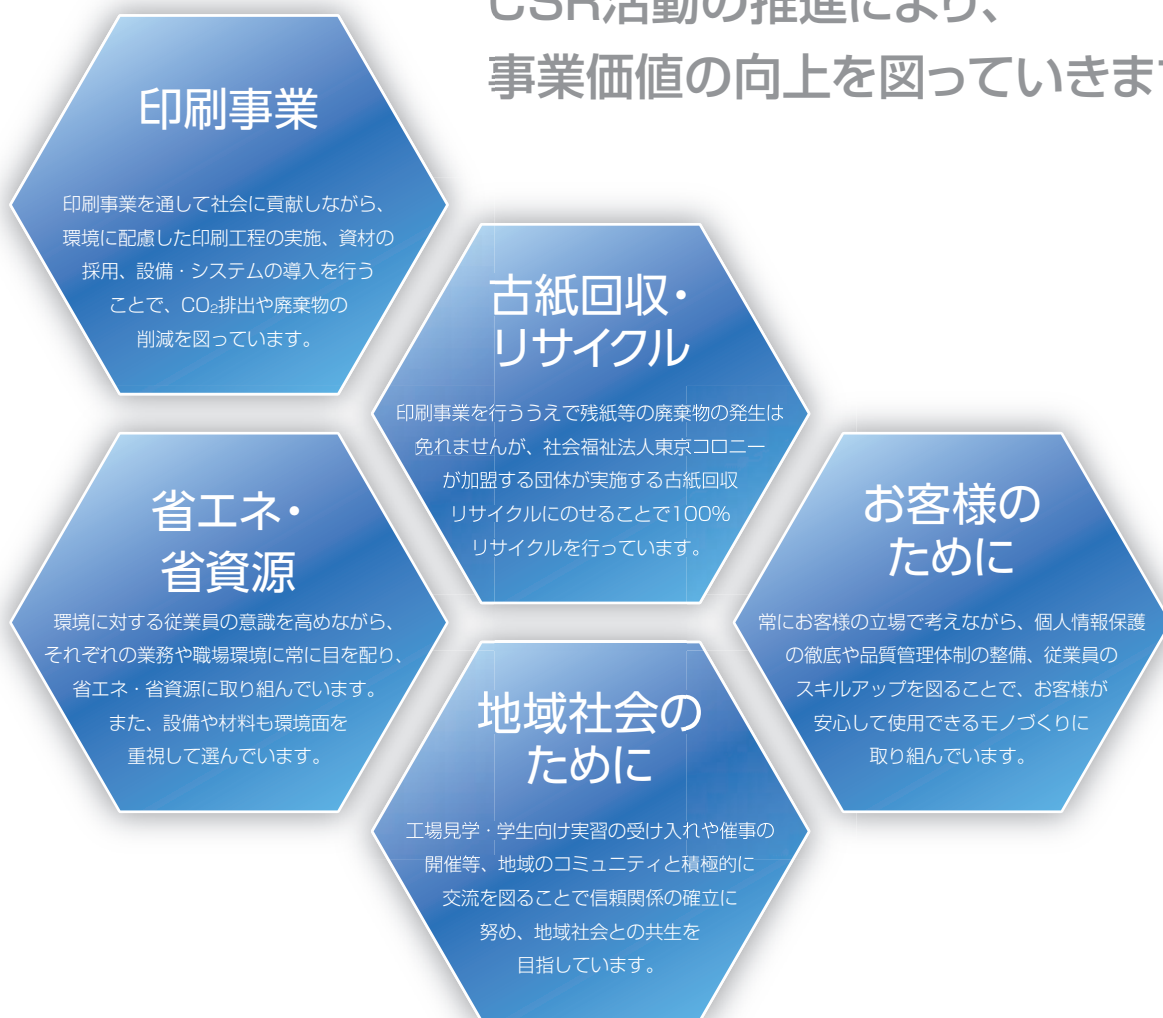 CSR活動の推進により、
事業価値の向上を図っていきます
印刷事業
印刷事業を通して社会に貢献しながら、
環境に配慮した印刷工程の実施、資材の
採用、設備・システムの導入を行う
ことで、CO₂排出や廃棄物の
削減を図っています。
古紙回収・
リサイクル
印刷事業を行ううえで残紙等の廃棄物の発生は
免れませんが、社会福祉法人東京コロニー
が加盟する団体が実施する古紙回収
リサイクルにのせることで100%
リサイクルを行っています。
省エネ・
省資源
環境に対する従業員の意識を高めながら、
それぞれの業務や職場環境に常に目を配り、
省エネ・省資源に取り組んでいます。
また、設備や材料も環境面を
重視して選んでいます。
お客様の
ために
常にお客様の立場で考えながら、個人情報保護
の徹底や品質管理体制の整備、従業員の
スキルアップを図ることで、お客様が
安心して使用できるモノづくりに
取り組んでいます。
地域社会の
ために
工場見学・学生向け実習の受け入れや催事の
開催等、地域のコミュニティと積極的に
交流を図ることで信頼関係の確立に
努め、地域社会との共生を
目指しています。